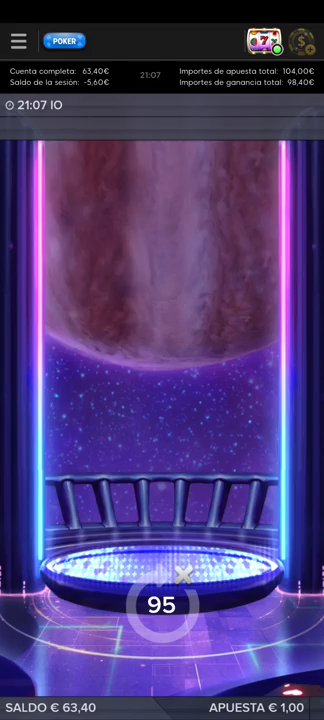 POKER
Cuenta completa: 63,40€
Saldo de la sesión: -5,60€
21:07
Importes de apuesta total: 104,00€
Importes de ganancia total: 98,40€
21:07 IO
95
SALDO € 63,40
APUESTA € 1,00